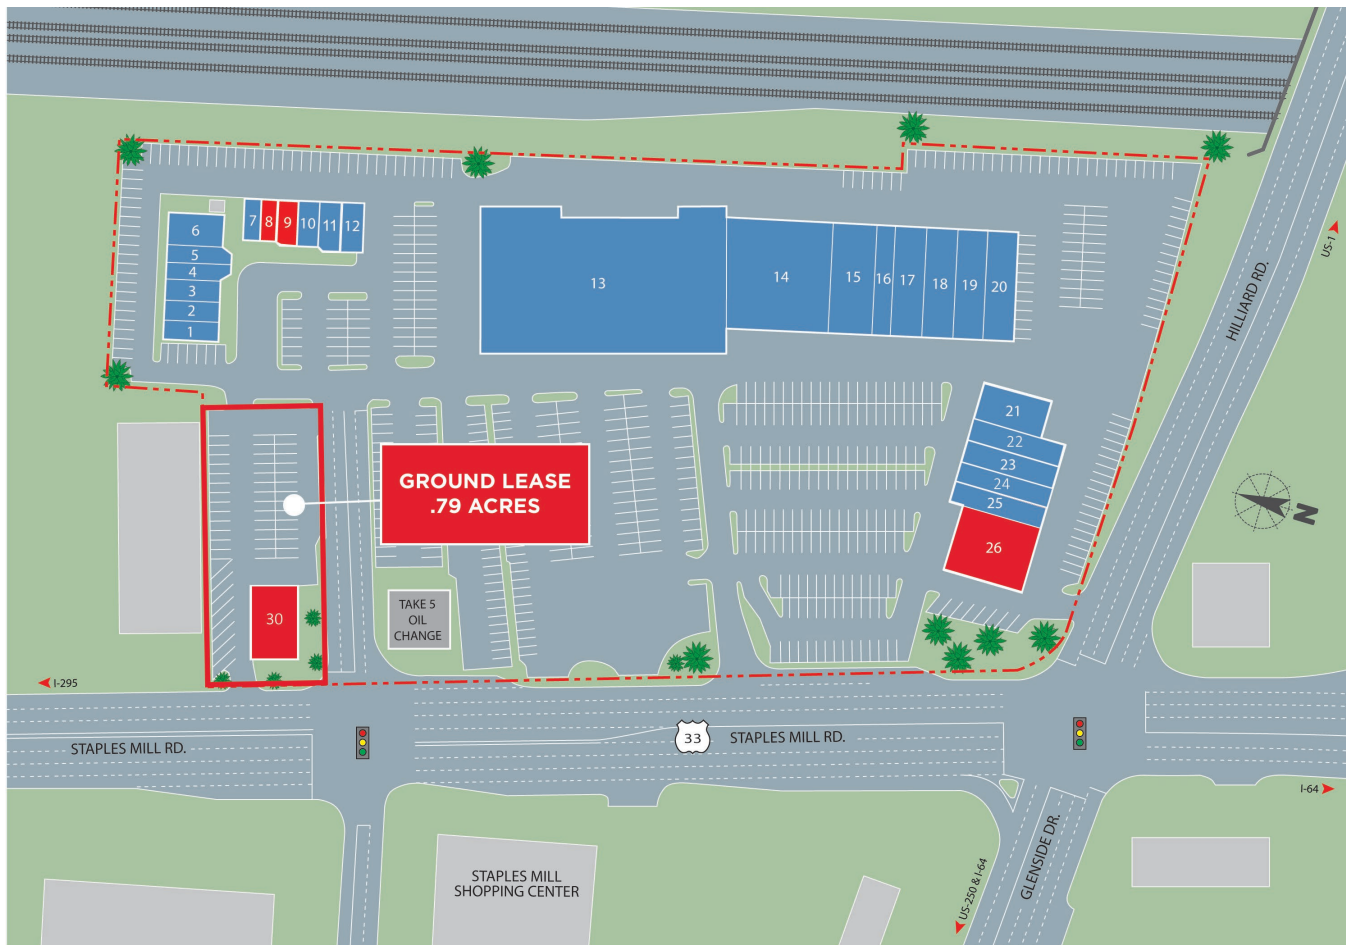 6
5
4
3
2
1
7
8
9
10
11
12
13
14
15
16
17
18
19
20
21
22
23
24
25
26
HILLIARD RD.
US-1
N
GROUND LEASE
.79 ACRES
30
TAKE 5
OIL
CHANGE
I-295
STAPLES MILL RD.
33
STAPLES MILL RD.
I-64
GLENSIDE DR.
US-250 & I-64
STAPLES MILL
SHOPPING CENTER